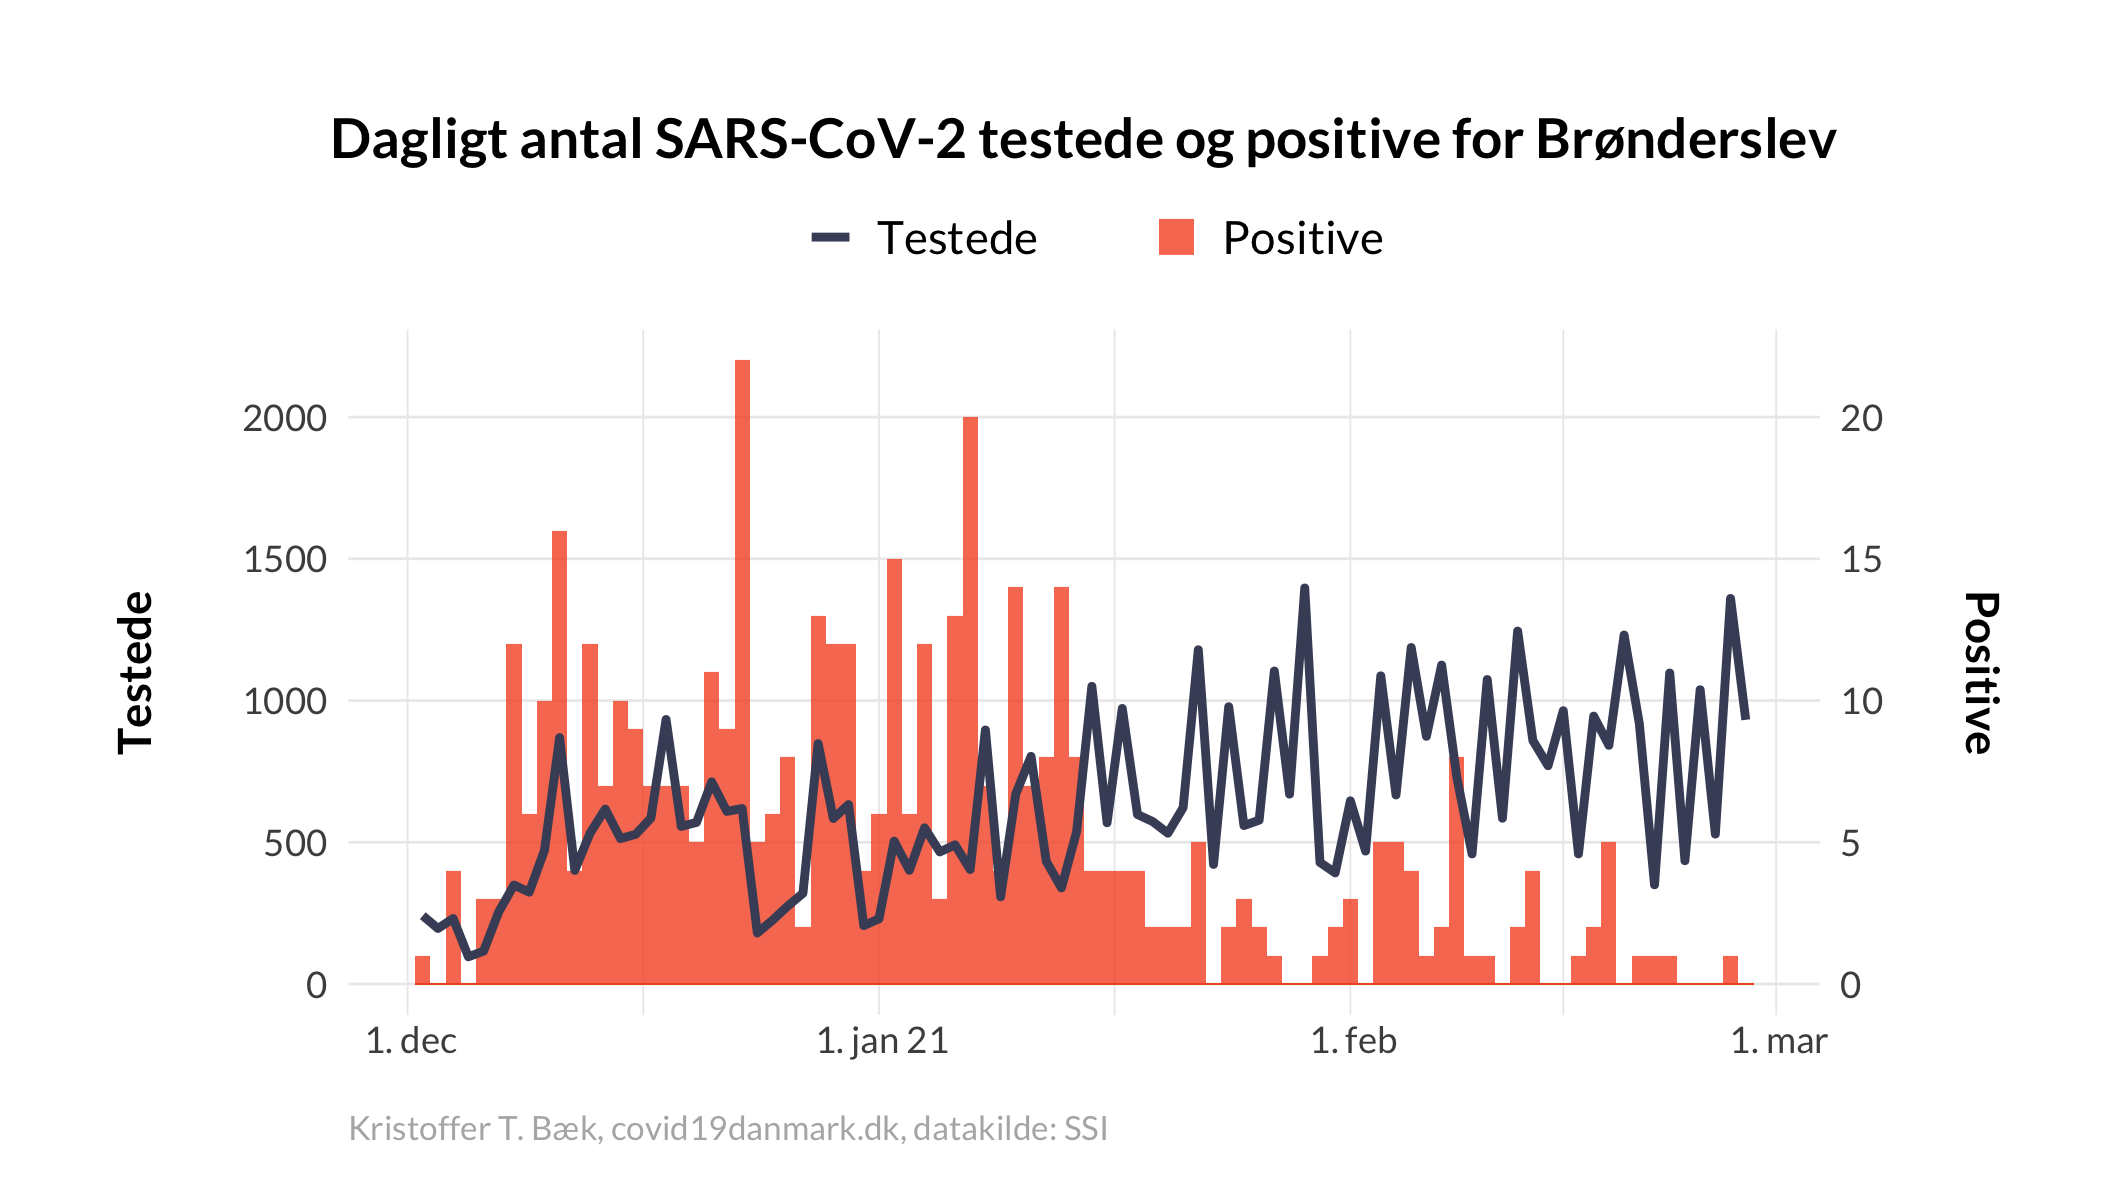 Dagligt antal SARS-CoV-2 testede og positive for Brønderslev
Testede
Positive
2000
1500
1000
500
0
20
15
10
5
0
Testede
Positive
1. dec
1. jan 21
1. feb
1. mar
Kristoffer T. Bæk, covid19danmark.dk, datakilde: SSI